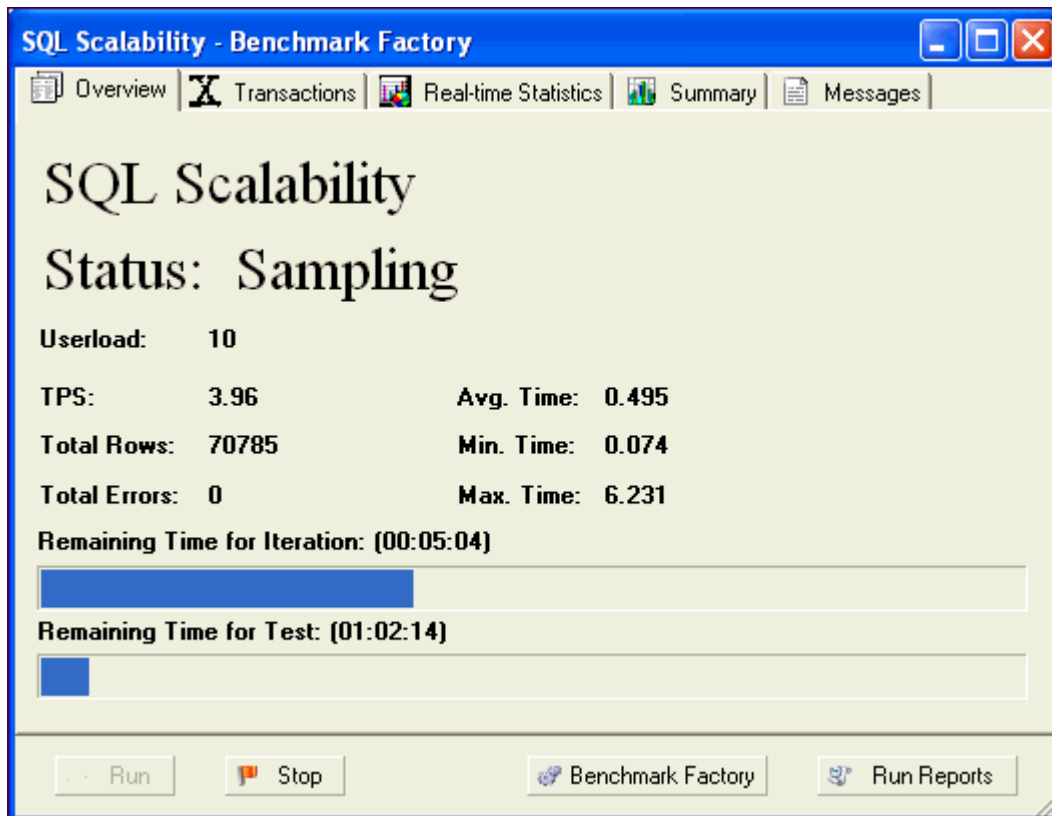 SQL Scalability - Benchmark Factory
Overview Transactions Real-time Statistics Summary Messages
SQL Scalability
Status: Sampling
Userload: 10
TPS: 3.96 Avg. Time: 0.495
Total Rows: 70785 Min. Time: 0.074
Total Errors: 0 Max. Time: 6.231
Remaining Time for Iteration: (00:05:04)
Remaining Time for Test: (01:02:14)
Run Stop Benchmark Factory Run Reports